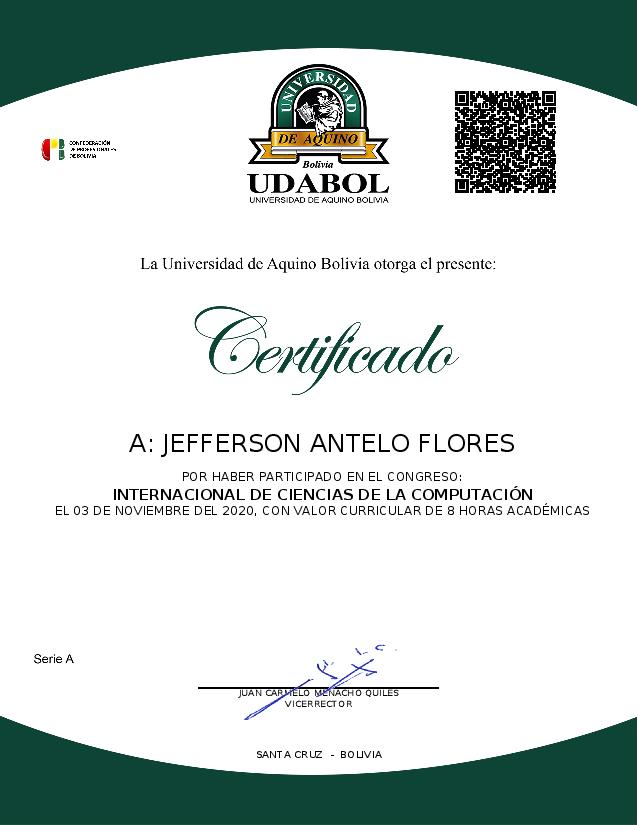 UNIVERSIDAD
DE AQUINO
Bolivia
UDABOL
UNIVERSIDAD DE AQUINO BOLIVIA
CONFEDERACIÓN
DE PROFESIONALES
DE BOLIVIA
La Universidad de Aquino Bolivia otorga el presente:
Certificado
A: JEFFERSON ANTELO FLORES
POR HABER PARTICIPADO EN EL CONGRESO:
INTERNACIONAL DE CIENCIAS DE LA COMPUTACIÓN
EL 03 DE NOVIEMBRE DEL 2020, CON VALOR CURRICULAR DE 8 HORAS ACADÉMICAS
Serie A
JUAN CARMELO MENACHO QUILES
VICERRECTOR
SANTA CRUZ - BOLIVIA